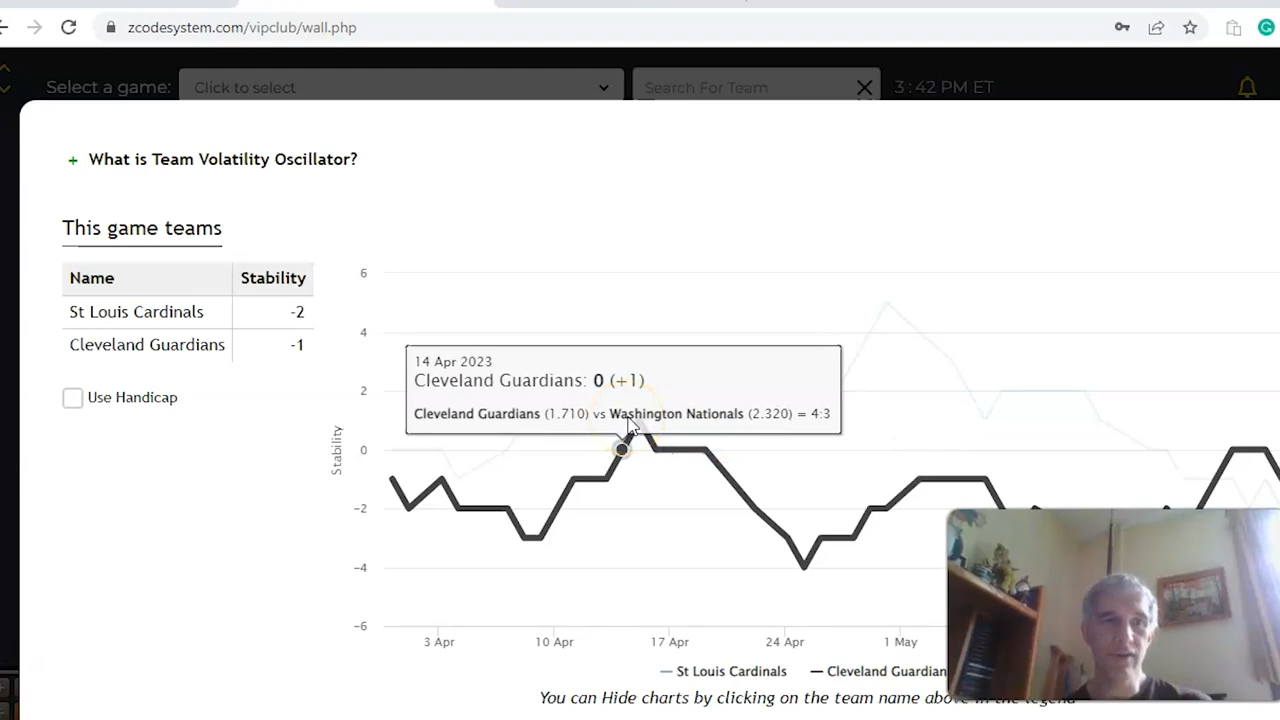 zcodesystem.com/vipclub/wall.php
Select a game: Click to select Search For Team 3:42 PM ET
+ What is Team Volatility Oscillator?
This game teams
Name Stability
St Louis Cardinals -2
Cleveland Guardians -1
Use Handicap
6
4
2
0
-2
-4
-6
Stability
14 Apr 2023
Cleveland Guardians: 0 (+1)
Cleveland Guardians (1.710) vs Washington Nationals (2.320) = 4:3
3 Apr 10 Apr 17 Apr 24 Apr 1 May
St Louis Cardinals Cleveland Guardian
You can Hide charts by clicking on the team name above in the legend